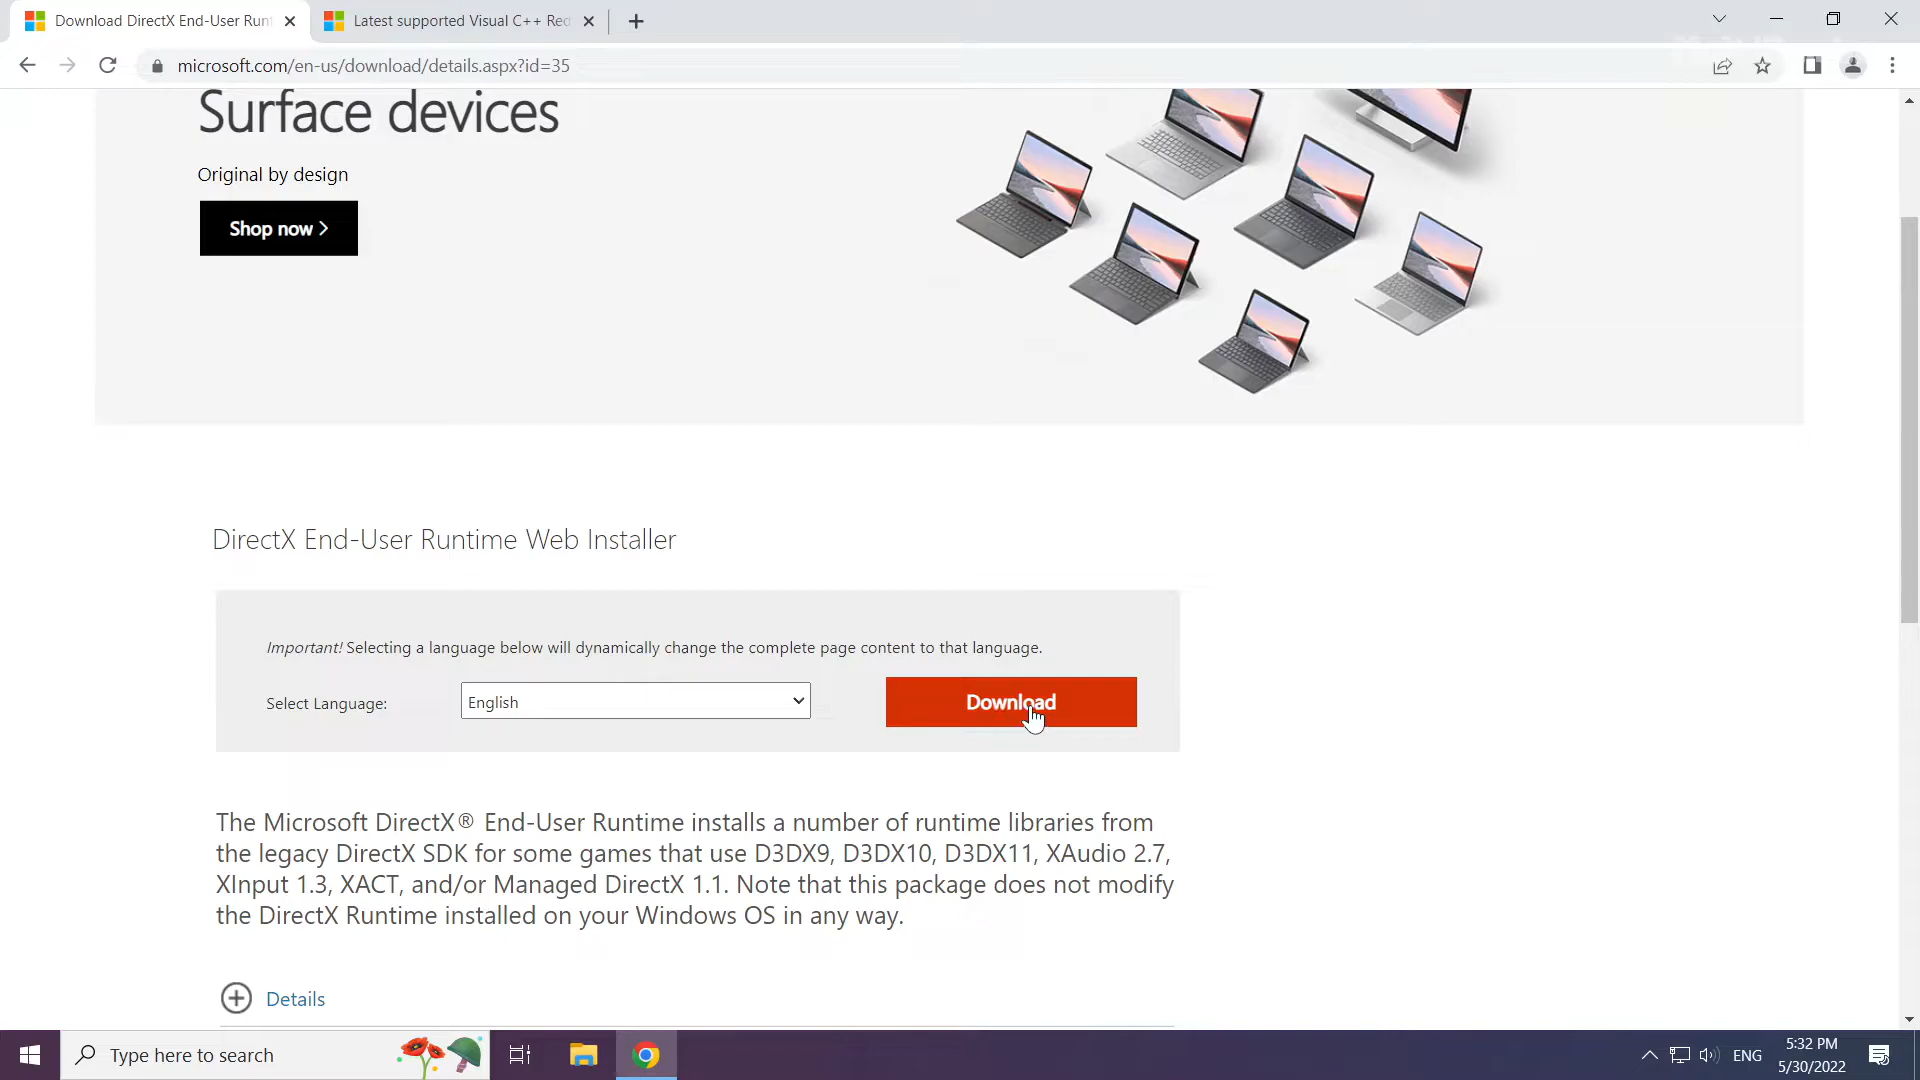 Download DirectX End-User Runt
Latest supported Visual C++ Red
microsoft.com/en-us/download/details.aspx?id=35
Surface devices
Original by design
Shop now
DirectX End-User Runtime Web Installer
Important! Selecting a language below will dynamically change the complete page content to that language.
Select Language:
English
Download
The Microsoft DirectX® End-User Runtime installs a number of runtime libraries from
the legacy DirectX SDK for some games that use D3DX9, D3DX10, D3DX11, XAudio 2.7,
XInput 1.3, XACT, and/or Managed DirectX 1.1. Note that this package does not modify
the DirectX Runtime installed on your Windows OS in any way.
Details
Type here to search
ENG
5:32 PM
5/30/2022